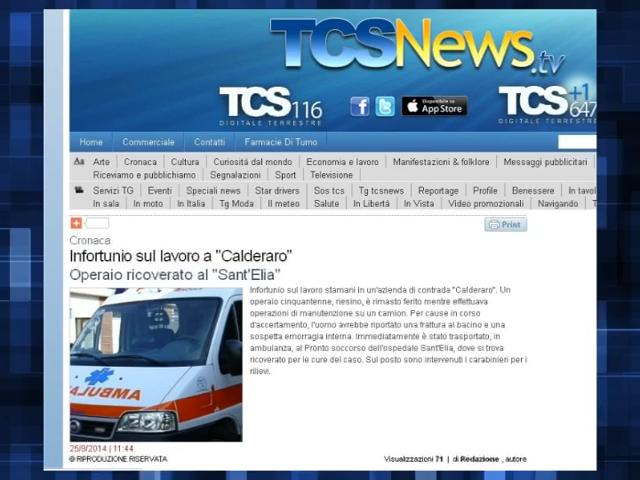 TCSNews.tv
TCS 116
DIGITALE TERRESTRE
Disponibile su
App Store
TCS +1
647
DIGITALE TERRESTRE
Home Commerciale Contatti Farmacie Di Turno
Aa Arte Cronaca Cultura Curiosità dal mondo Economia e lavoro Manifestazioni & folklore Messaggi pubblicitari
Riceviamo e pubblichiamo Segnalazioni Sport Televisione
Servizi TG Eventi Speciali news Star drivers Sos tcs Tg tcsnews Reportage Profile Benessere In tavol
In sala In moto In Italia Tg Moda Il meteo Salute In Libertà In Vista Video promozionali Navigando T
Print
Cronaca
Infortunio sul lavoro a "Calderaro"
Operaio ricoverato al "Sant'Elia"
Infortunio sul lavoro stamani in un'azienda di contrada "Calderaro". Un
operaio cinquantenne, riesino, è rimasto ferito mentre effettuava
operazioni di manutenzione su un camion. Per cause in corso
d'accertamento, l'uomo avrebbe riportato una frattura al bacino e una
sospetta emorragia interna. Immediatamente è stato trasportato, in
ambulanza, al Pronto soccorso dell'ospedale Sant'Elia, dove si trova
ricoverato per le cure del caso. Sul posto sono intervenuti i carabinieri per i
rilievi.
AMBULA
25/9/2014 | 11:44
© RIPRODUZIONE RISERVATA
Visualizzazioni 71 | di Redazione , autore